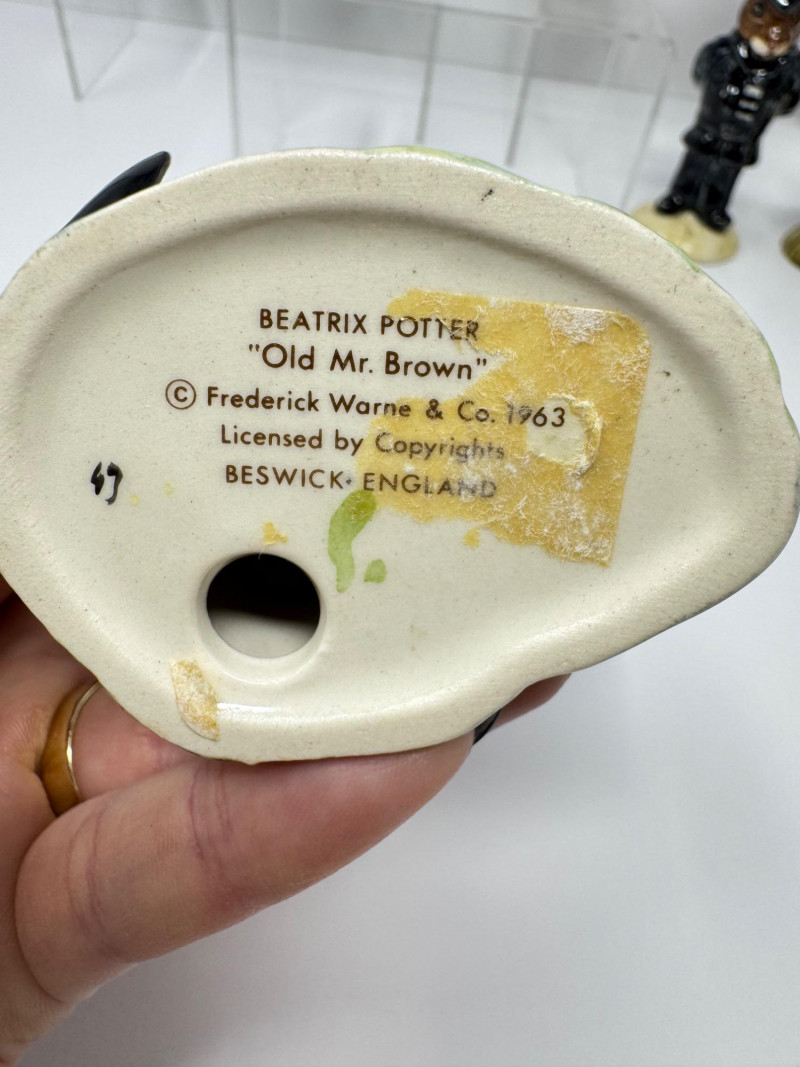 BEATRIX POTTER
"Old Mr. Brown"
© Frederick Warne & Co. 1963
Licensed by Copyrights
BESWICK· ENGLAND